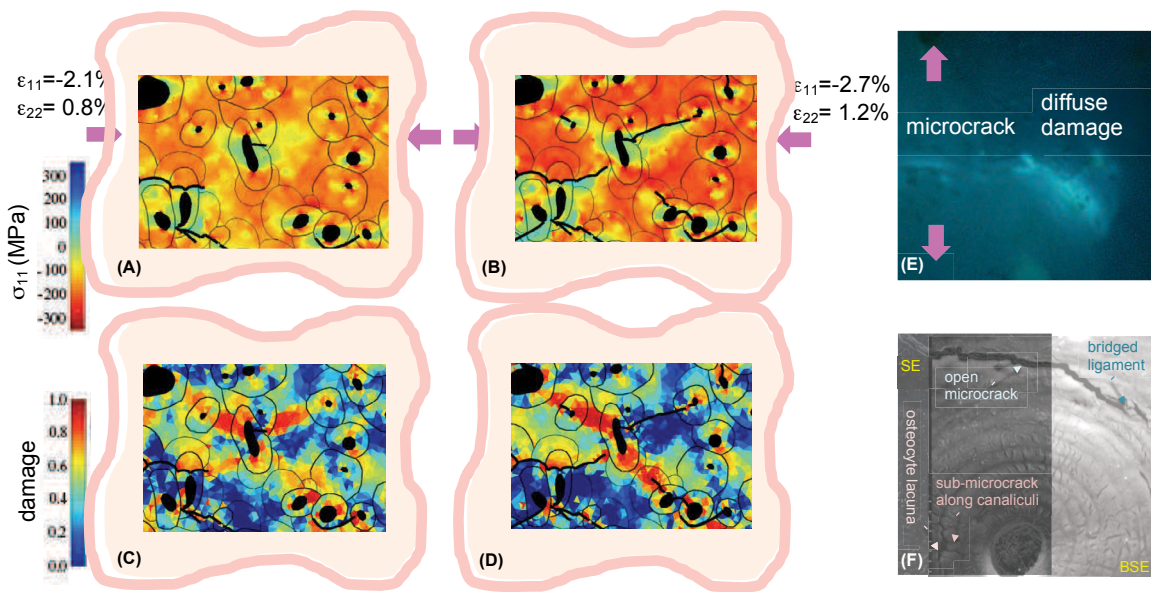 ε11=-2.1%
ε22= 0.8%
ε11=-2.7%
ε22= 1.2%
σ11 (MPa)
300
200
100
0
-100
-200
-300
(A)
(B)
microcrack
diffuse
damage
(E)
damage
1.0
0.8
0.6
0.4
0.2
0.0
(C)
(D)
SE
open
microcrack
bridged
ligament
osteocyte lacuna
sub-microcrack
along canaliculi
(F)
BSE